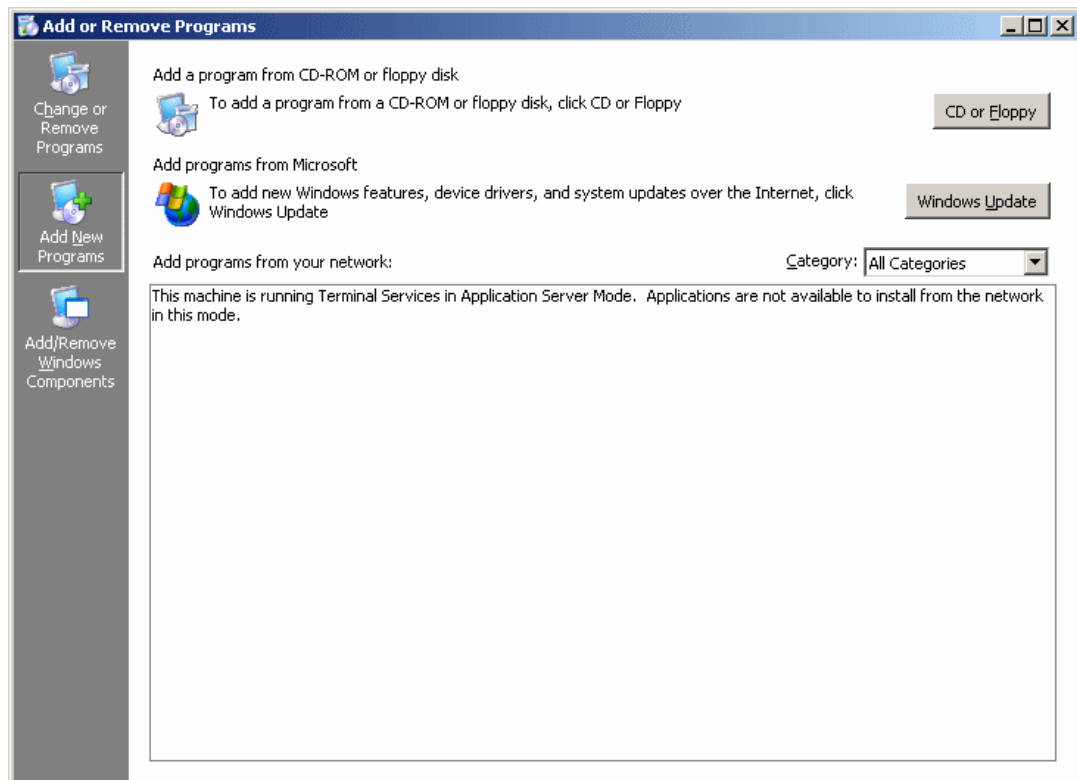 Add or Remove Programs
Change or
Remove
Programs
Add New
Programs
Add/Remove
Windows
Components
Add a program from CD-ROM or floppy disk
To add a program from a CD-ROM or floppy disk, click CD or Floppy
CD or Floppy
Add programs from Microsoft
To add new Windows features, device drivers, and system updates over the Internet, click
Windows Update
Windows Update
Add programs from your network:
Category:
All Categories
This machine is running Terminal Services in Application Server Mode.  Applications are not available to install from the network
in this mode.